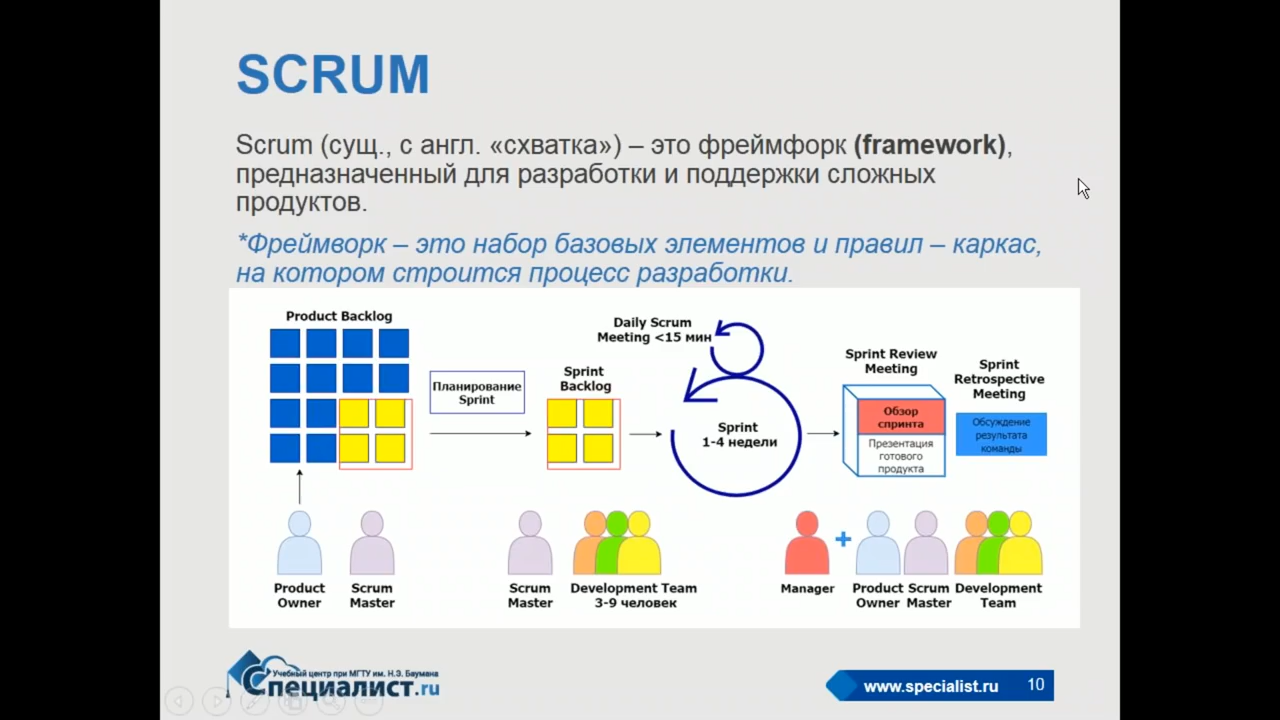 SCRUM
Scrum (сущ., с англ. «схватка») – это фреймфорк (framework),
предназначенный для разработки и поддержки сложных
продуктов.
*Фреймворк – это набор базовых элементов и правил – каркас,
на котором строится процесс разработки.
Product Backlog
Планирование
Sprint
Sprint
Backlog
Daily Scrum
Meeting <15 мин
Sprint
1-4 недели
Sprint Review
Meeting
Обзор
спринта
Презентация
готового
продукта
Sprint
Retrospective
Meeting
Обсуждение
результата
команды
Product
Owner
Scrum
Master
Scrum
Master
Development Team
3-9 человек
Manager
+
Product
Owner
Scrum
Master
Development
Team
Учебный центр при МГТУ им. Н.Э. Баумана
Специалист.ru
www.specialist.ru
10